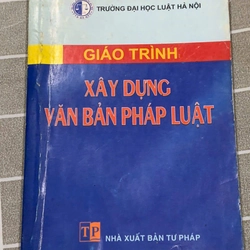 TRƯỜNG ĐẠI HỌC LUẬT HÀ NỘI
GIÁO TRÌNH
XÂY DỰNG
VĂN BẢN PHÁP LUẬT
TP
NHÀ XUẤT BẢN TƯ PHÁP